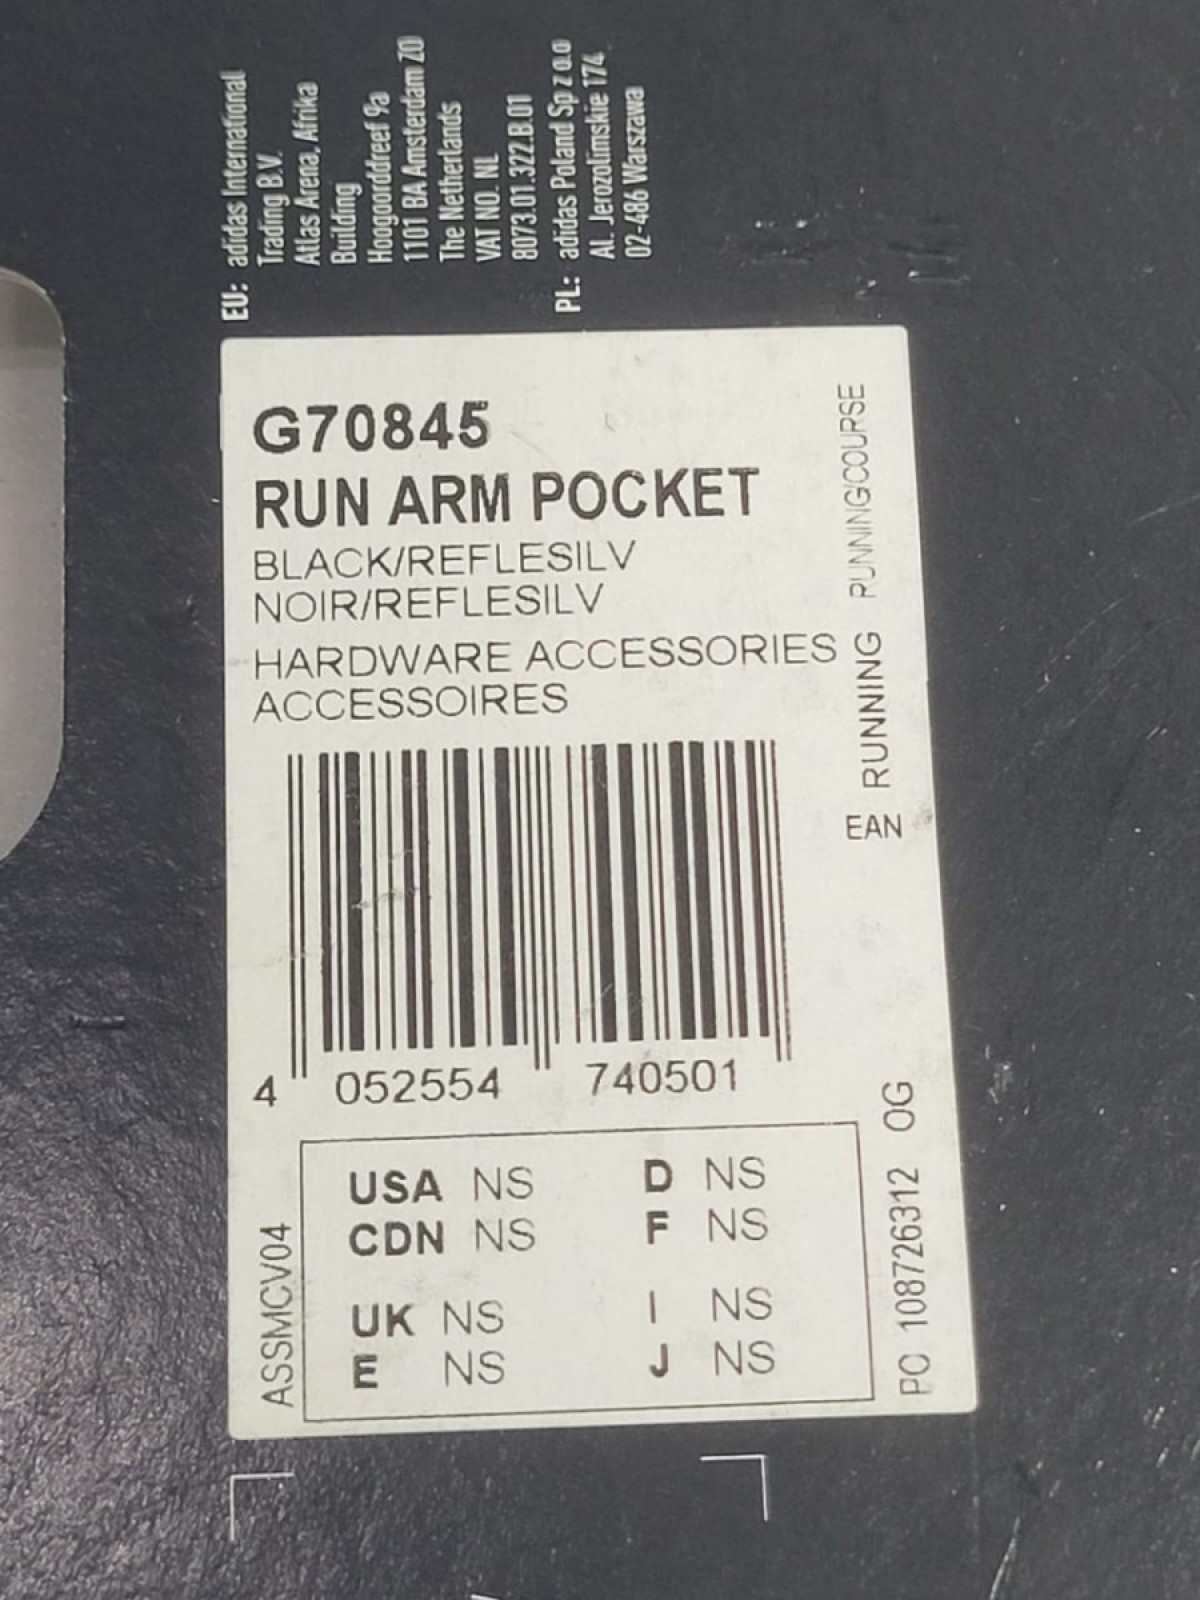 EU: adidas International
Trading B.V.
Atlas Arena, Afrika
Building
Hoogoorddreef 9a
1101 BA Amsterdam ZO
The Netherlands
VAT NO. NL
8073.01.322.B.01
PL: adidas Poland Sp z o.o
Al. Jerozolimskie 174
02-486 Warszawa
G70845
RUN ARM POCKET
BLACK/REFLESILV
NOIR/REFLESILV
HARDWARE ACCESSORIES
ACCESSOIRES
RUNNING RUNNING/COURSE
EAN
4 052554 740501
USA NS D NS
CDN NS F NS
UK NS I NS
E NS J NS
ASSMCV04
PO 108726312 OG